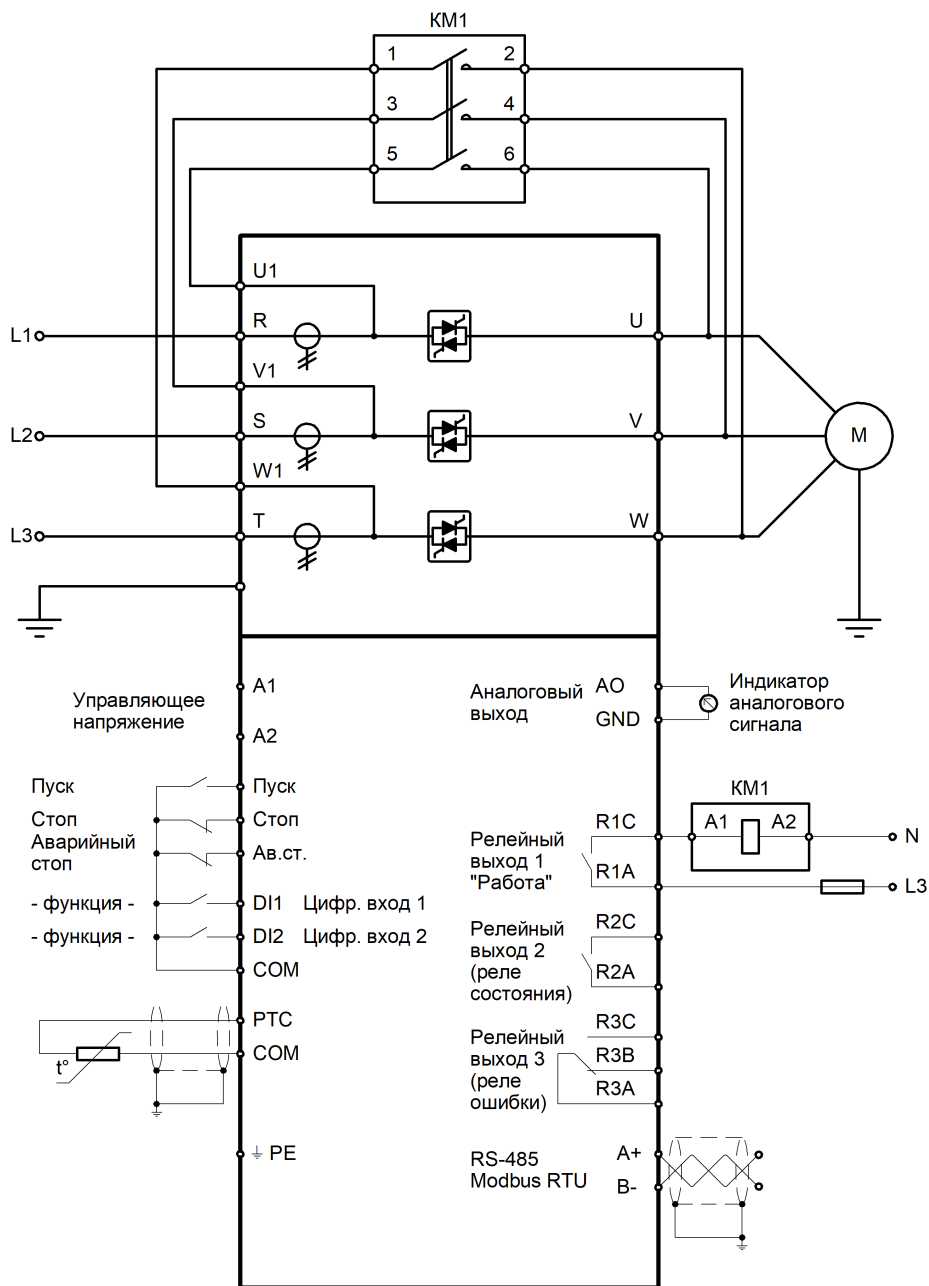 КМ1
1 2
3 4
5 6
U1
L1 R U
V1
L2 S V M
W1
L3 T W
Управляющее
напряжение
A1
A2
Аналоговый
выход
AO
GND
Индикатор
аналогового
сигнала
Пуск Пуск
Стоп Стоп
Аварийный
стоп
Ав.ст.
- функция - DI1 Цифр. вход 1
- функция - DI2 Цифр. вход 2
COM
PTC
COM
t°
PE
КМ1
Релейный
выход 1
"Работа"
R1C
R1A
A1 A2
N
L3
Релейный
выход 2
(реле
состояния)
R2C
R2A
Релейный
выход 3
(реле
ошибки)
R3C
R3B
R3A
RS-485
Modbus RTU
A+
B-